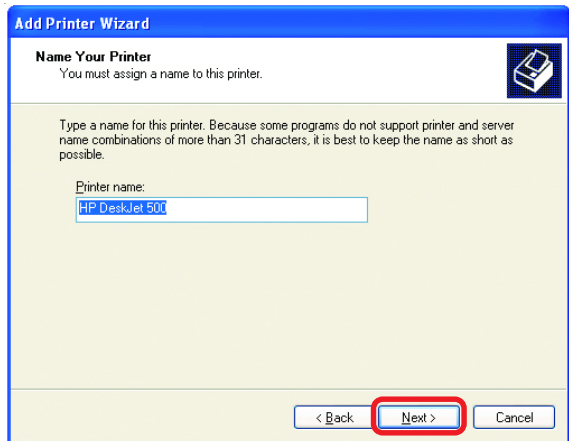 Add Printer Wizard
Name Your Printer
You must assign a name to this printer.
Type a name for this printer. Because some programs do not support printer and server
name combinations of more than 31 characters, it is best to keep the name as short as
possible.
Printer name:
HP DeskJet 500
< Back Next > Cancel